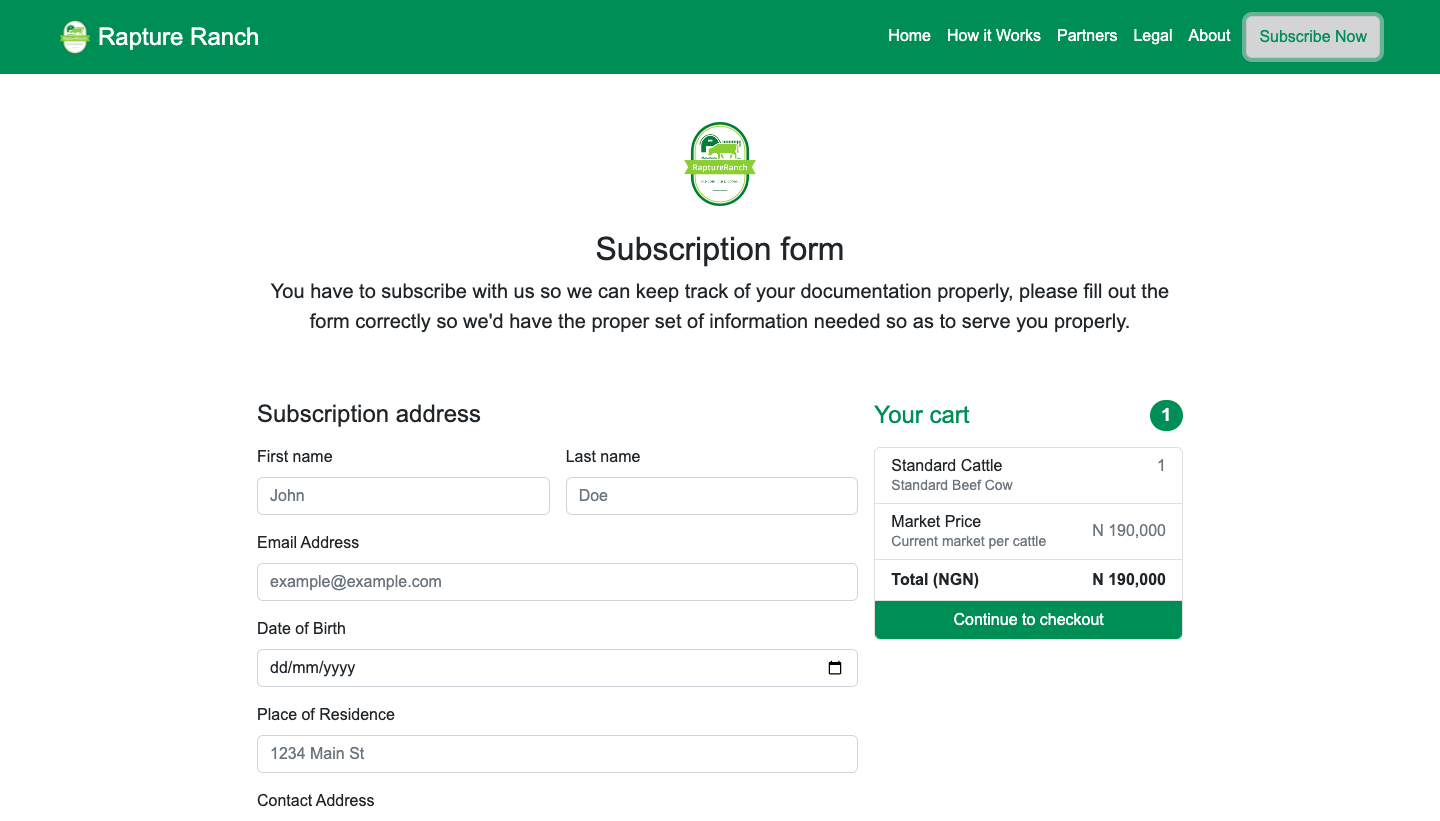 Rapture Ranch
Home How it Works Partners Legal About Subscribe Now
RaptureRanch
Subscription form
You have to subscribe with us so we can keep track of your documentation properly, please fill out the
form correctly so we'd have the proper set of information needed so as to serve you properly.
Subscription address
First name Last name
John Doe
Email Address
example@example.com
Date of Birth
dd/mm/yyyy
Place of Residence
1234 Main St
Contact Address
Your cart 1
Standard Cattle 1
Standard Beef Cow
Market Price N 190,000
Current market per cattle
Total (NGN) N 190,000
Continue to checkout